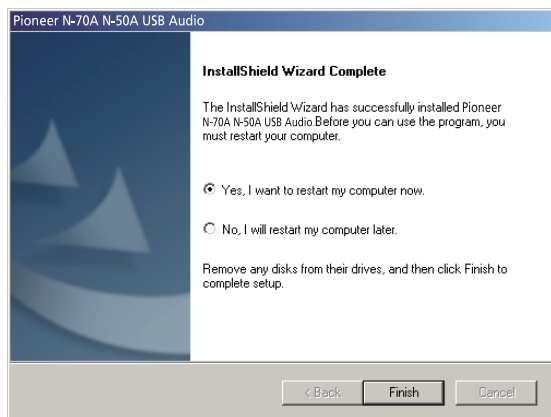 Pioneer N-70A N-50A USB Audio
InstallShield Wizard Complete
The InstallShield Wizard has successfully installed Pioneer
N-70A N-50A USB Audio.Before you can use the program, you
must restart your computer.
Yes, I want to restart my computer now.
No, I will restart my computer later.
Remove any disks from their drives, and then click Finish to
complete setup.
< Back Finish Cancel